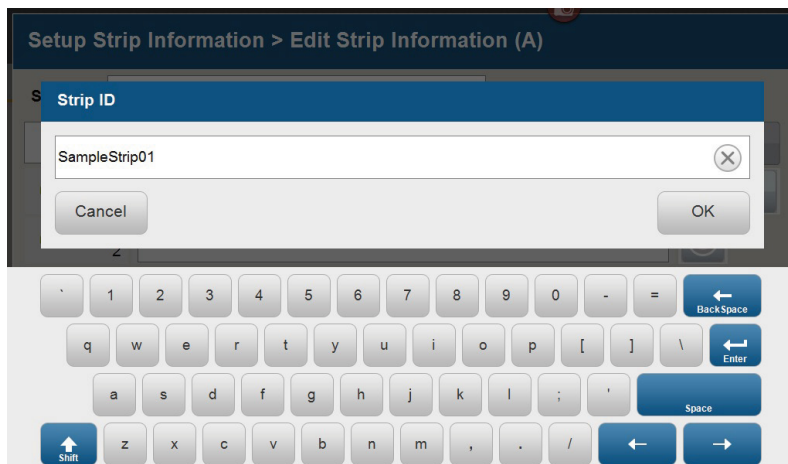 Setup Strip Information > Edit Strip Information (A)
S
Strip ID
SampleStrip01
Cancel OK
2
` 1 2 3 4 5 6 7 8 9 0 - = BackSpace
q w e r t y u i o p [ ] \ Enter
a s d f g h j k l ; ' Space
Shift z x c v b n m , . /